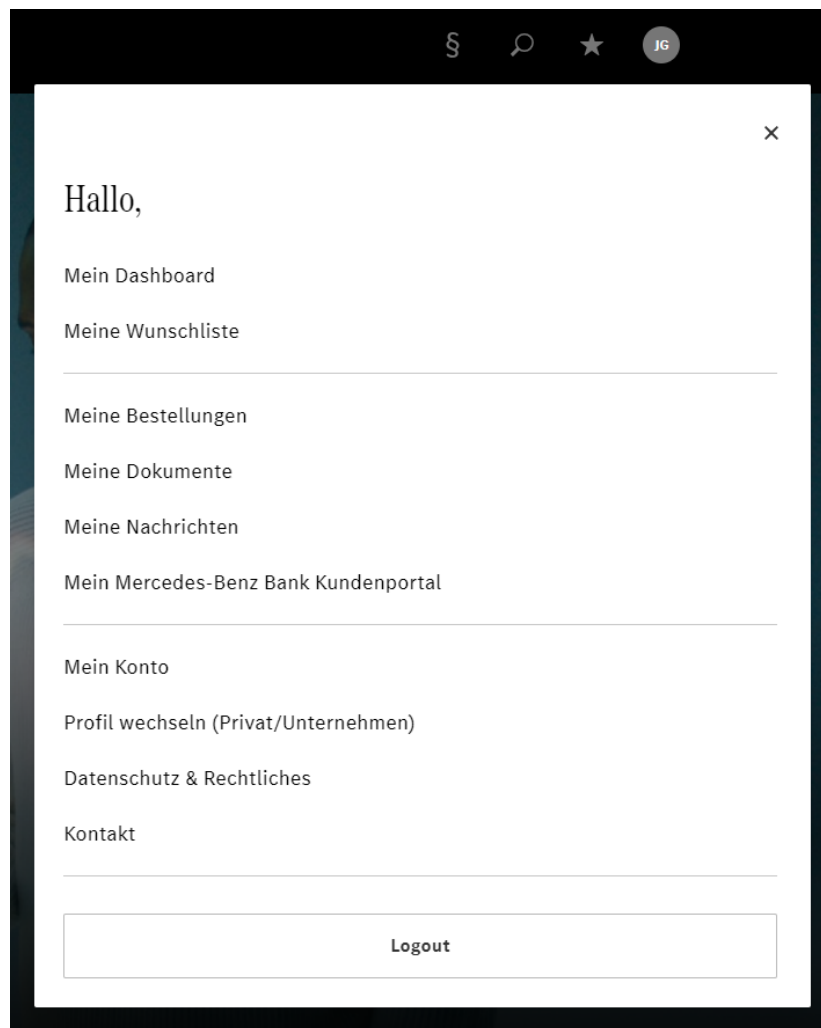 §
JG
Hallo,
Mein Dashboard
Meine Wunschliste
Meine Bestellungen
Meine Dokumente
Meine Nachrichten
Mein Mercedes-Benz Bank Kundenportal
Mein Konto
Profil wechseln (Privat/Unternehmen)
Datenschutz & Rechtliches
Kontakt
Logout